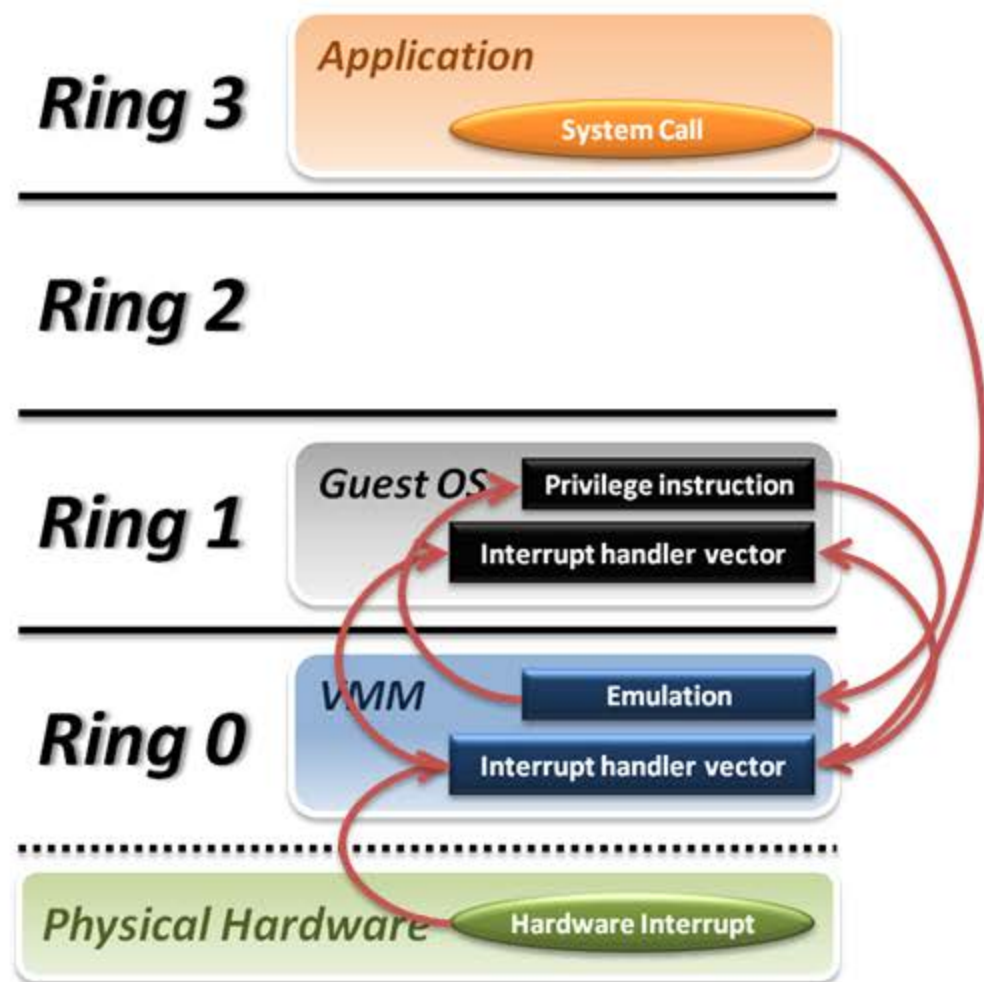 Ring 3
Application
System Call
Ring 2
Ring 1
Guest OS
Privilege instruction
Interrupt handler vector
Ring 0
VMM
Emulation
Interrupt handler vector
Physical Hardware
Hardware Interrupt